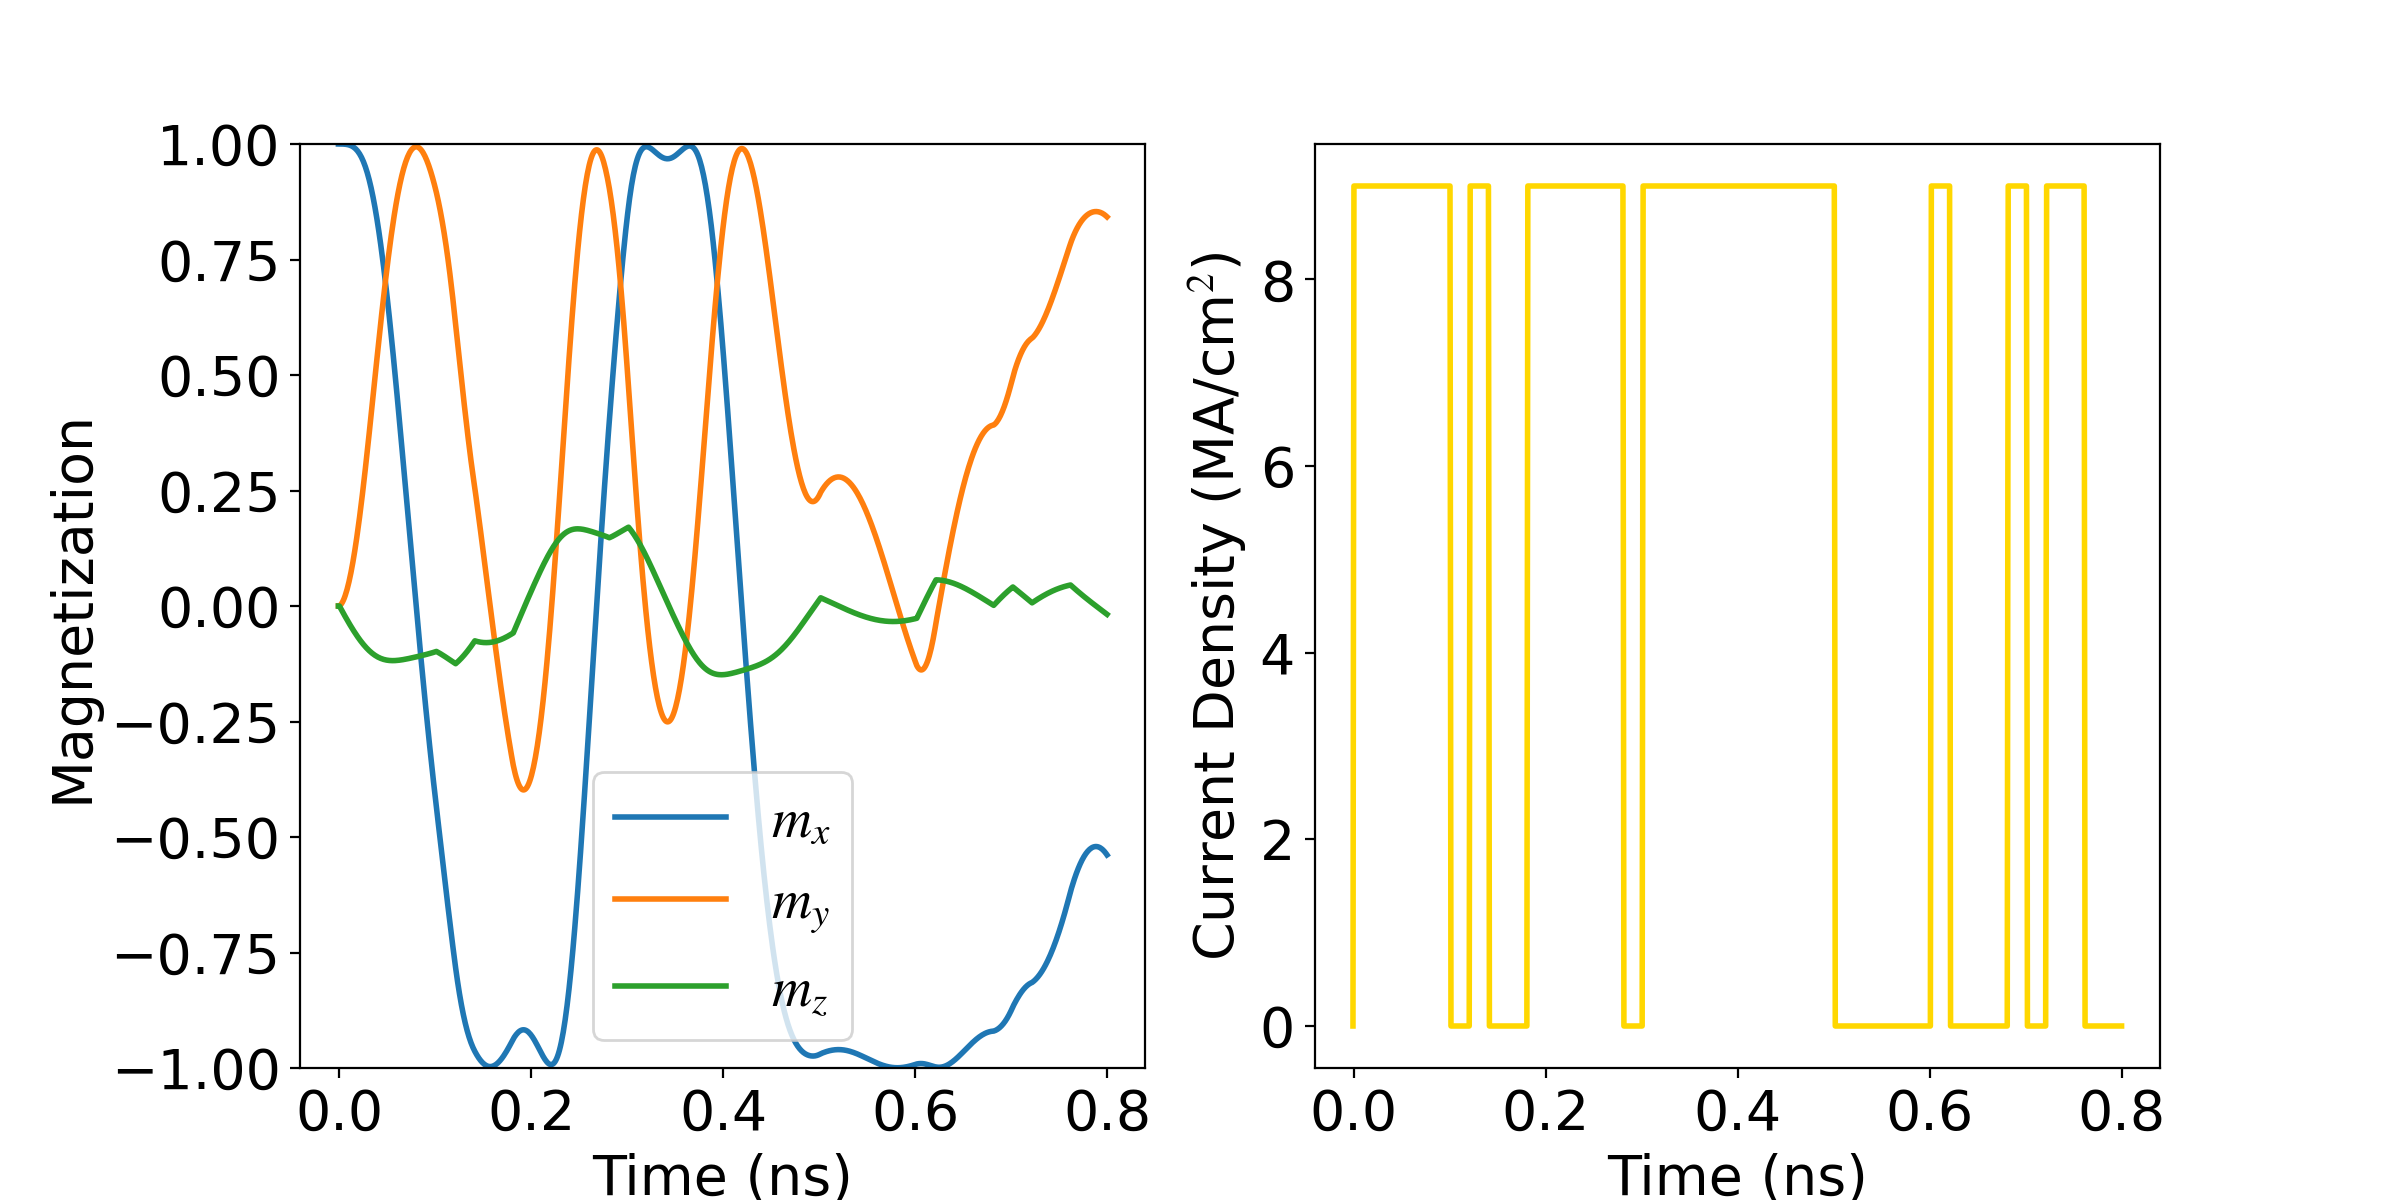 Magnetization
1.00
0.75
0.50
0.25
0.00
−0.25
−0.50
−0.75
−1.00
0.0 0.2 0.4 0.6 0.8
Time (ns)
m_x
m_y
m_z
Current Density (MA/cm²)
8
6
4
2
0
0.0 0.2 0.4 0.6 0.8
Time (ns)